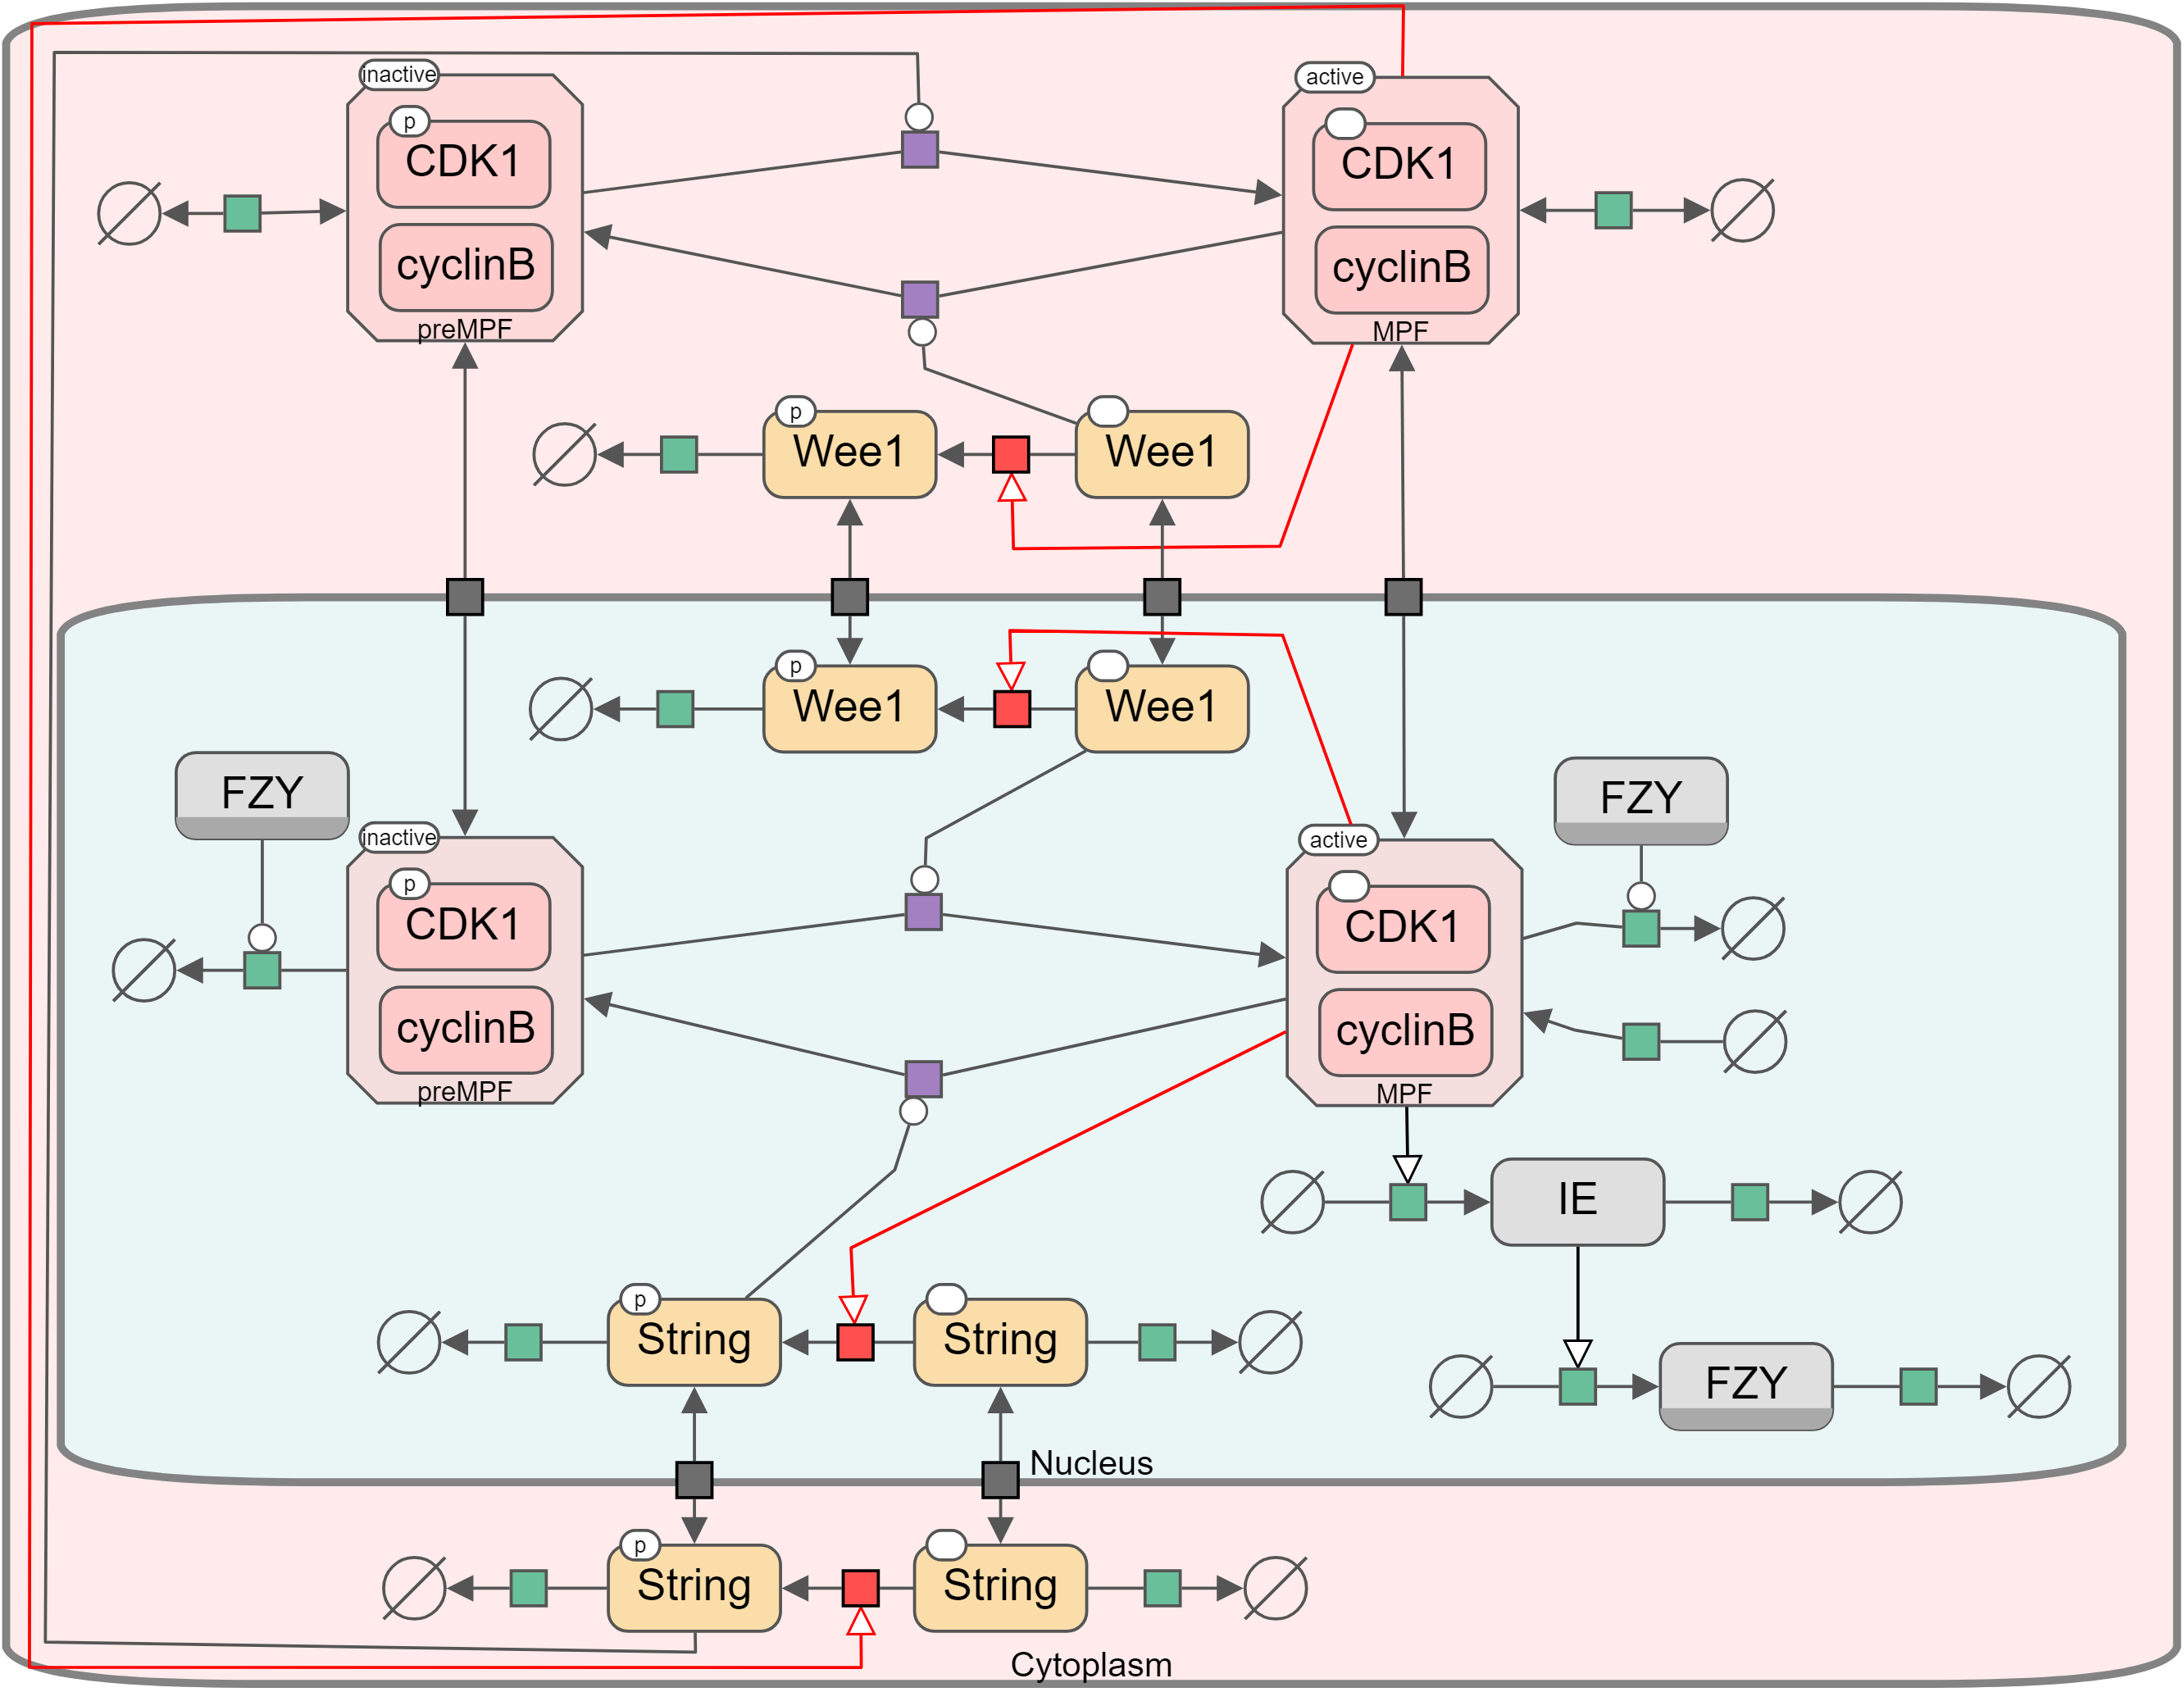 inactive
p
CDK1
cyclinB
preMPF
active
CDK1
cyclinB
MPF
p
Wee1
Wee1
p
Wee1
Wee1
FZY
FZY
inactive
p
CDK1
cyclinB
preMPF
active
CDK1
cyclinB
MPF
IE
p
String
String
FZY
Nucleus
p
String
String
Cytoplasm